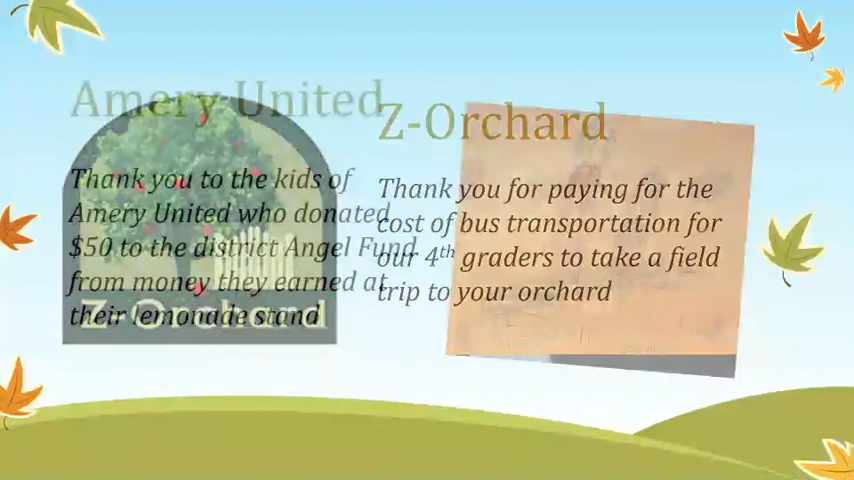 Amery United
Thank you to the kids of
Amery United who donated
$50 to the district Angel Fund
from money they earned at
their lemonade stand
Z-Orchard
Z-Orchard
Thank you for paying for the
cost of bus transportation for
our 4th graders to take a field
trip to your orchard